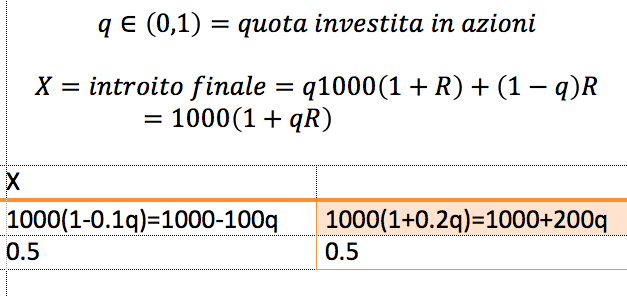 q ∈ (0,1) = quota investita in azioni
X = introito finale = q1000(1 + R) + (1 − q)R
= 1000(1 + qR)
X
1000(1-0.1q)=1000-100q 1000(1+0.2q)=1000+200q
0.5 0.5